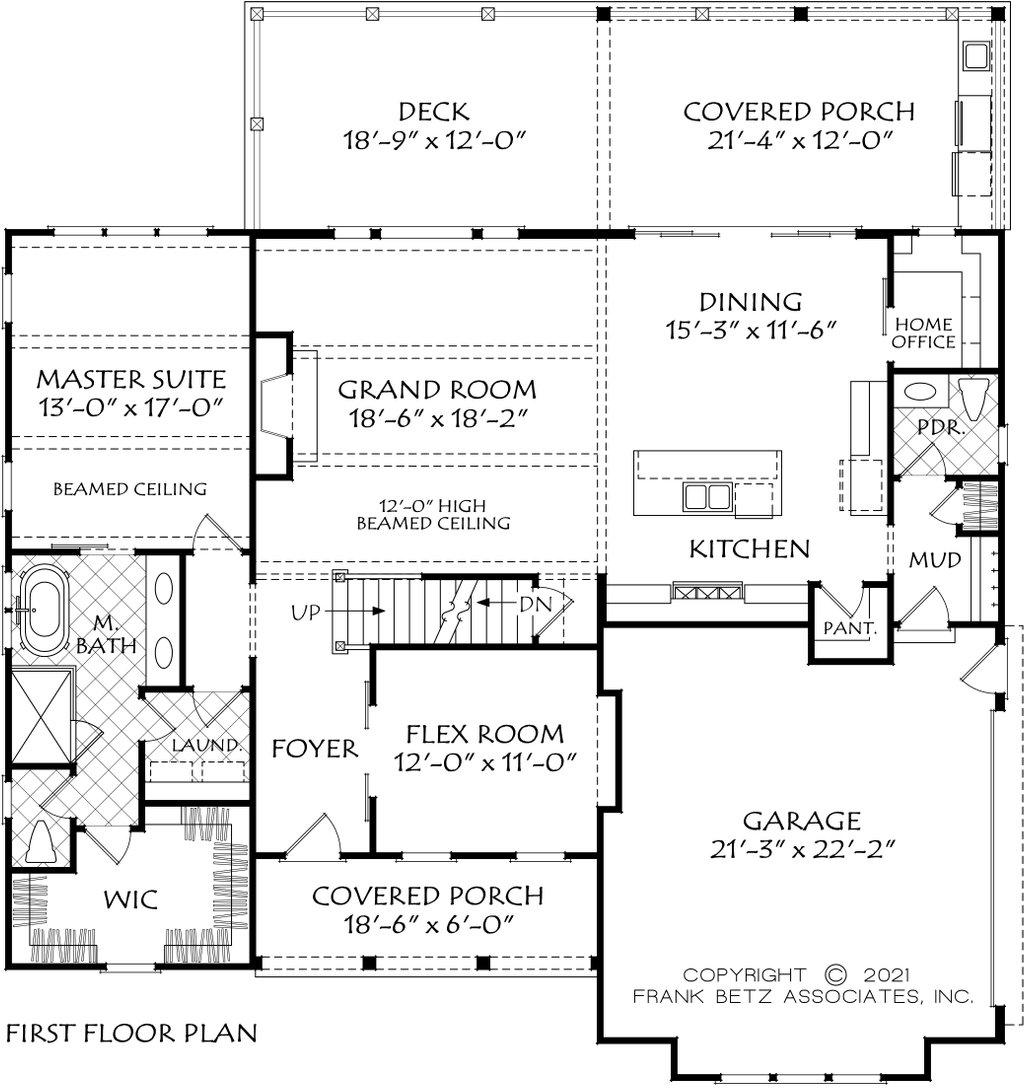 DECK
18'-9" x 12'-0"
COVERED PORCH
21'-4" x 12'-0"
DINING
15'-3" x 11'-6"
HOME
OFFICE
MASTER SUITE
13'-0" x 17'-0"
GRAND ROOM
18'-6" x 18'-2"
PDR.
BEAMED CEILING
12'-0" HIGH
BEAMED CEILING
KITCHEN
MUD
UP
DN
M.
BATH
PANT.
LAUND.
FOYER
FLEX ROOM
12'-0" x 11'-0"
GARAGE
21'-3" x 22'-2"
WIC
COVERED PORCH
18'-6" x 6'-0"
COPYRIGHT © 2021
FRANK BETZ ASSOCIATES, INC.
FIRST FLOOR PLAN